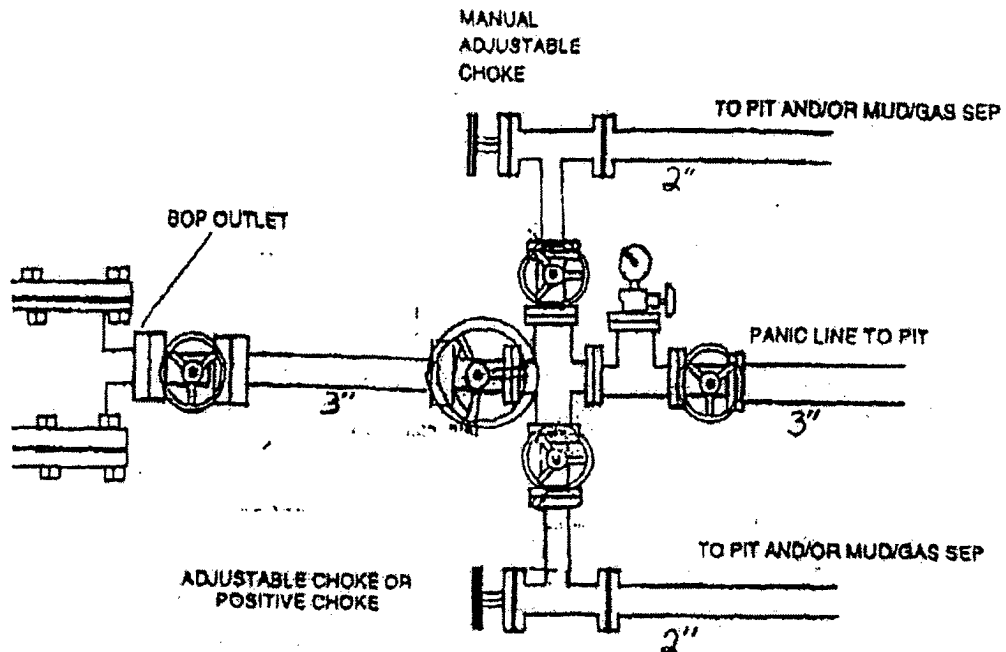 MANUAL
ADJUSTABLE
CHOKE
TO PIT AND/OR MUD/GAS SEP
2"
BOP OUTLET
PANIC LINE TO PIT
3"
3"
TO PIT AND/OR MUD/GAS SEP
ADJUSTABLE CHOKE OR
POSITIVE CHOKE
2"